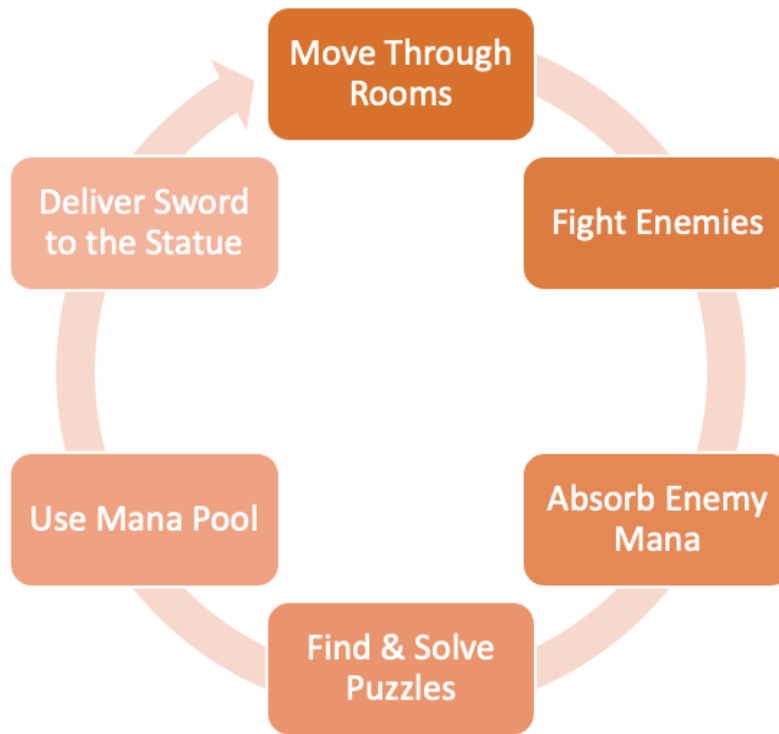 Move Through
Rooms
Fight Enemies
Absorb Enemy
Mana
Find & Solve
Puzzles
Use Mana Pool
Deliver Sword
to the Statue